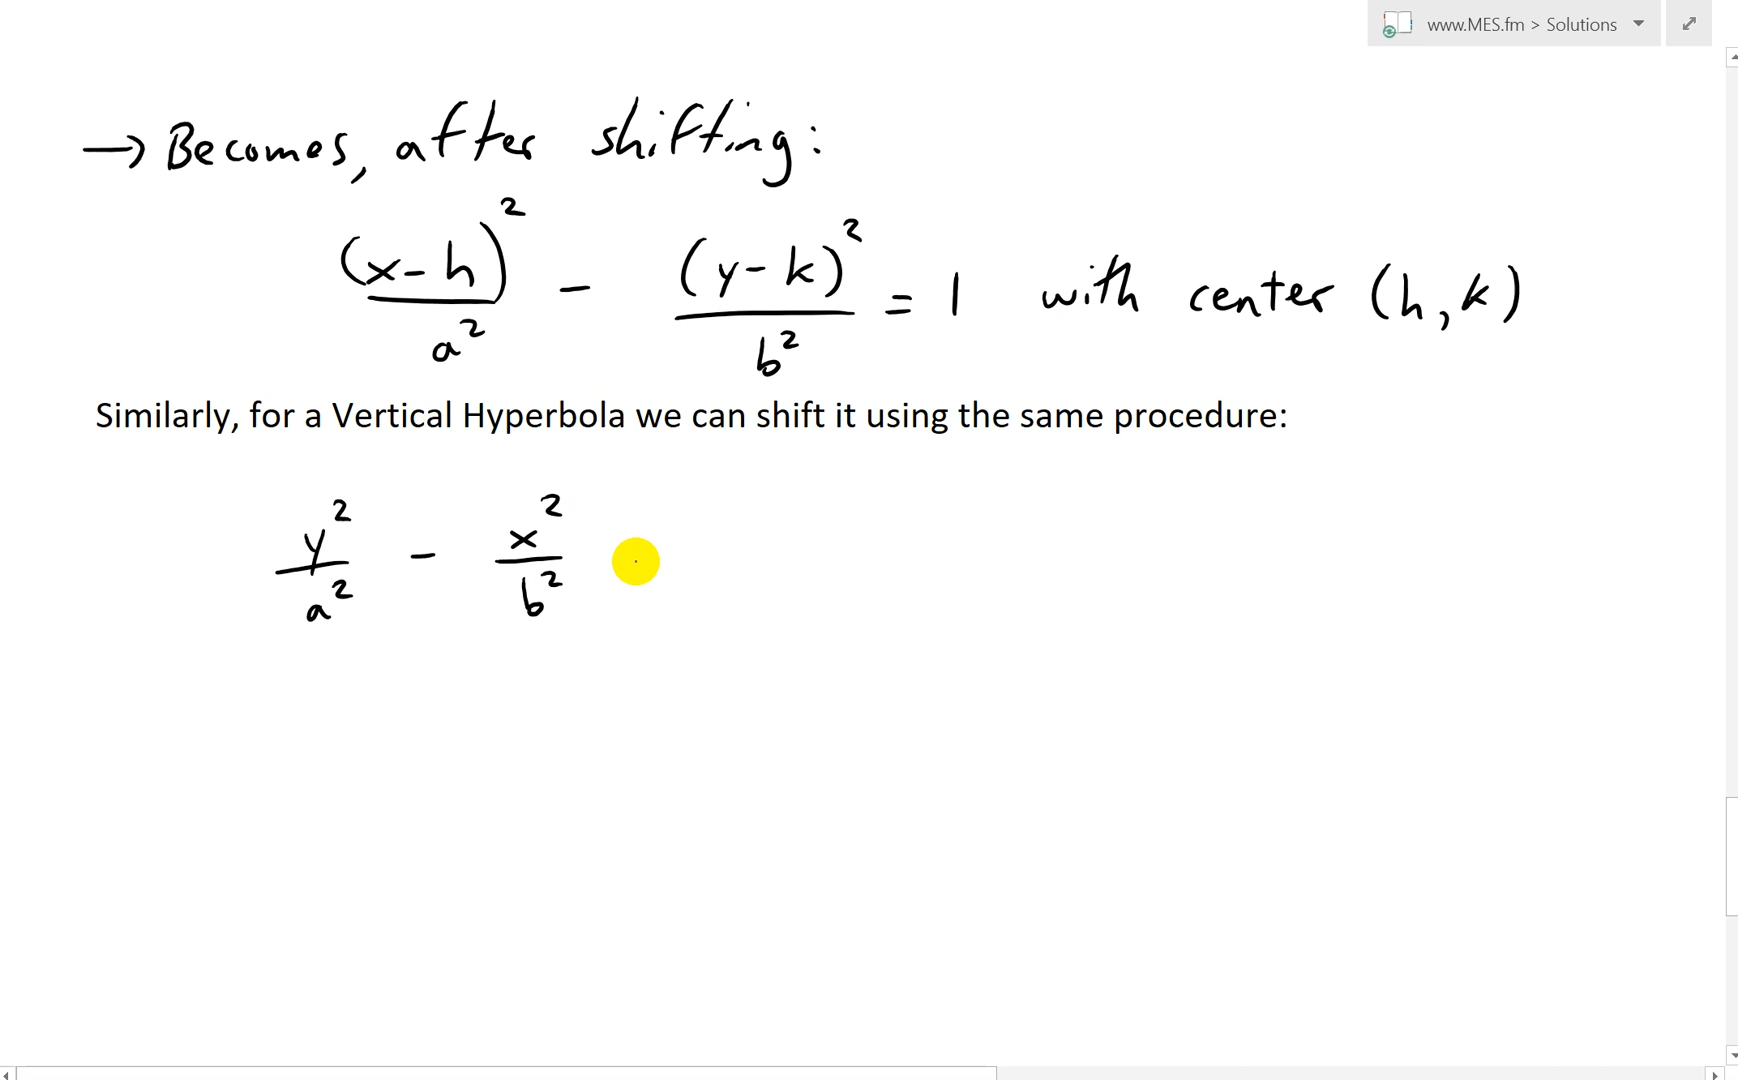 www.MES.fm > Solutions
→ Becomes, after shifting:
(x-h)²/a² - (y-k)²/b² = 1 with center (h,k)
Similarly, for a Vertical Hyperbola we can shift it using the same procedure:
y²/a² - x²/b²